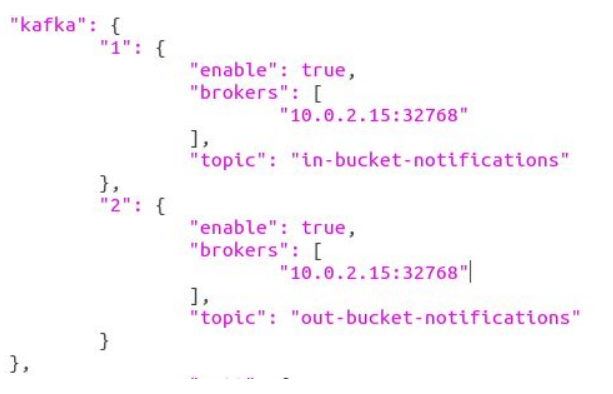 "kafka": {
"1": {
"enable": true,
"brokers": [
"10.0.2.15:32768"
],
"topic": "in-bucket-notifications"
},
"2": {
"enable": true,
"brokers": [
"10.0.2.15:32768"
],
"topic": "out-bucket-notifications"
}
},